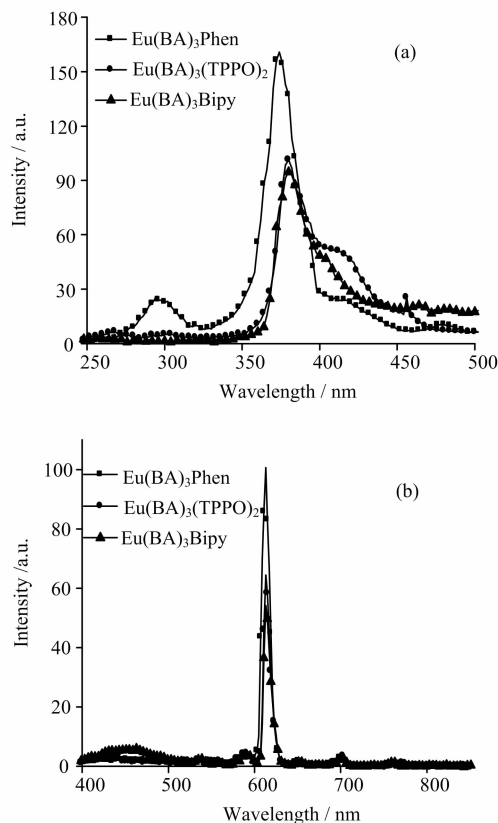 180
Eu(BA)₃Phen
(a)
150
Eu(BA)₃(TPPO)₂
Eu(BA)₃Bipy
120
90
60
30
0
Intensity / a.u.
250 300 350 400 450 500
Wavelength / nm
100
Eu(BA)₃Phen
(b)
Eu(BA)₃(TPPO)₂
80
Eu(BA)₃Bipy
60
40
20
0
Intensity /a.u.
400 500 600 700 800
Wavelength / nm